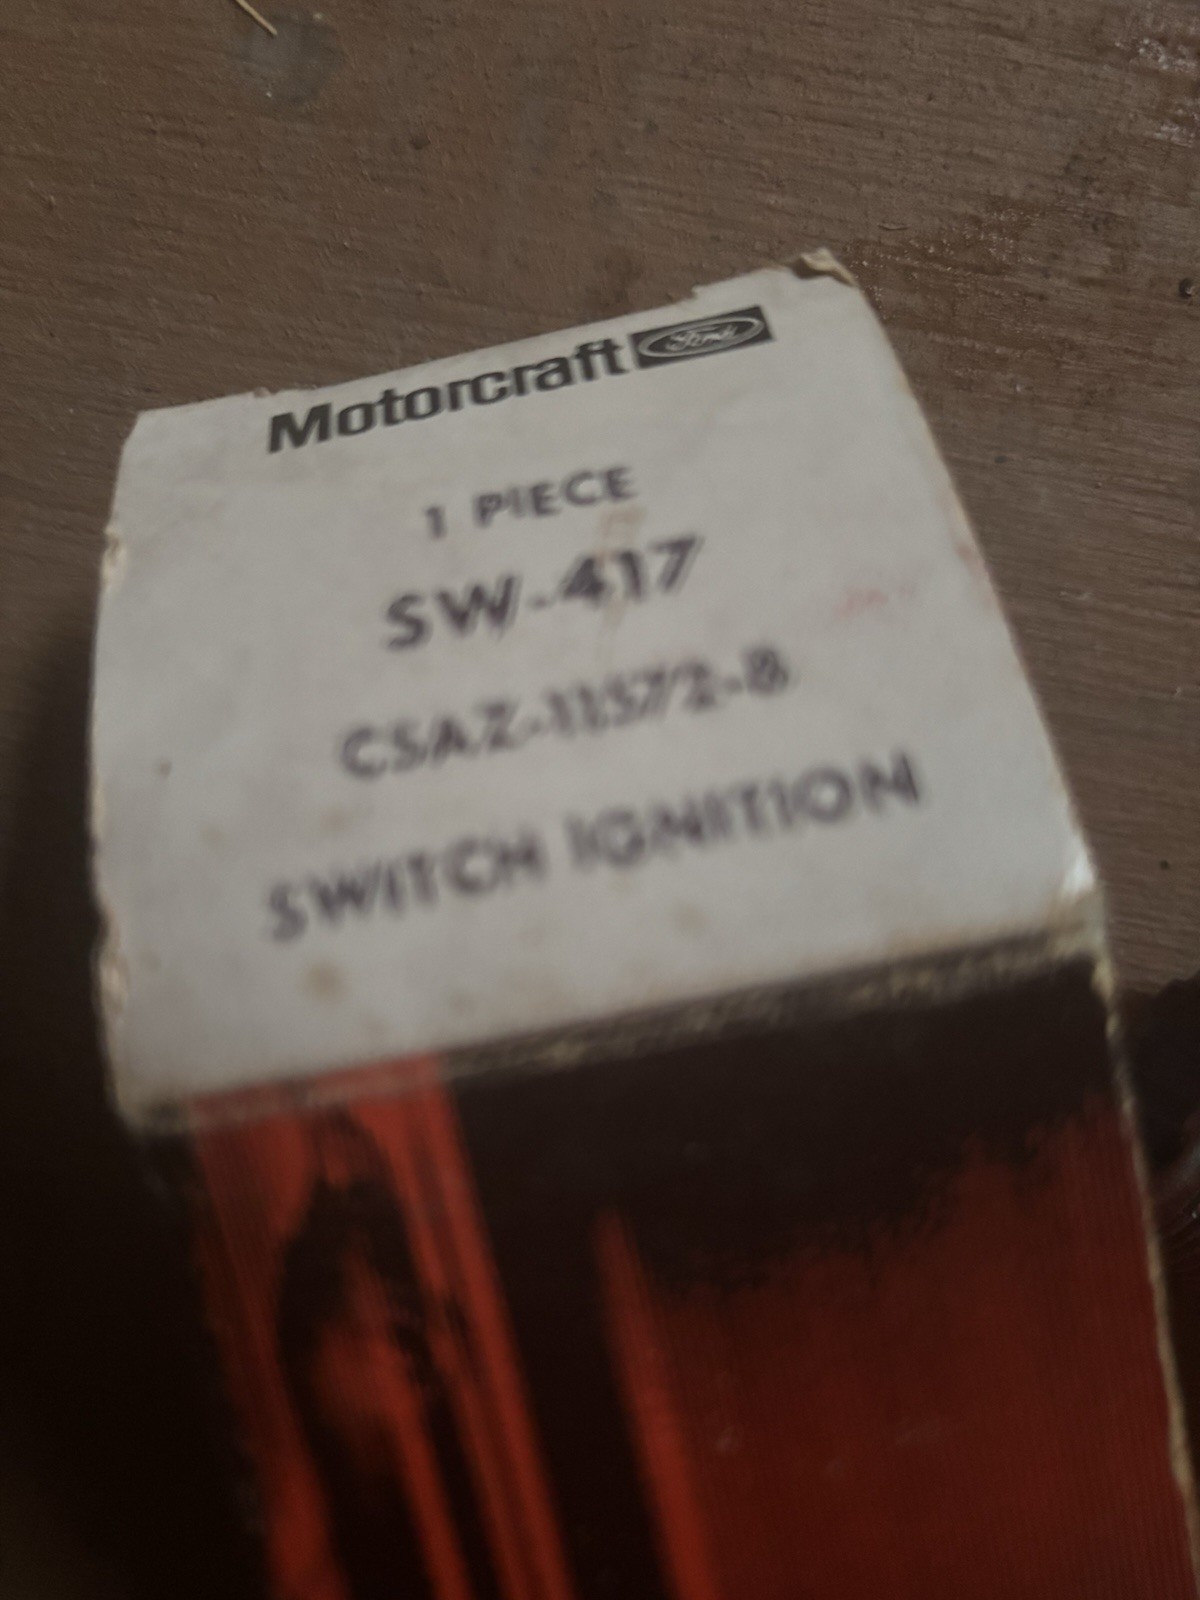 Motorcraft Ford
1 PIECE
SW-417
C5AZ-11572-B
SWITCH IGNITION